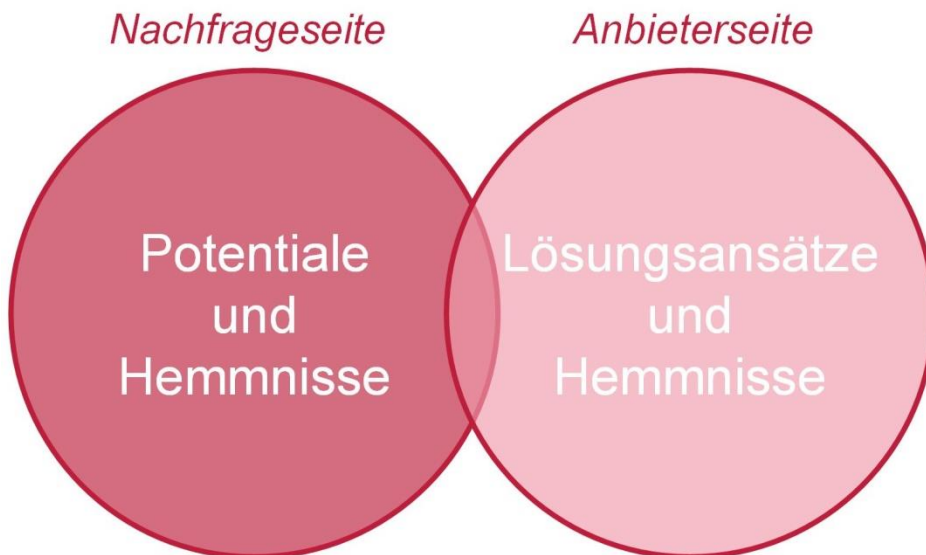 Nachfrageseite
Anbieterseite
Potentiale
und
Hemmnisse
Lösungsansätze
und
Hemmnisse